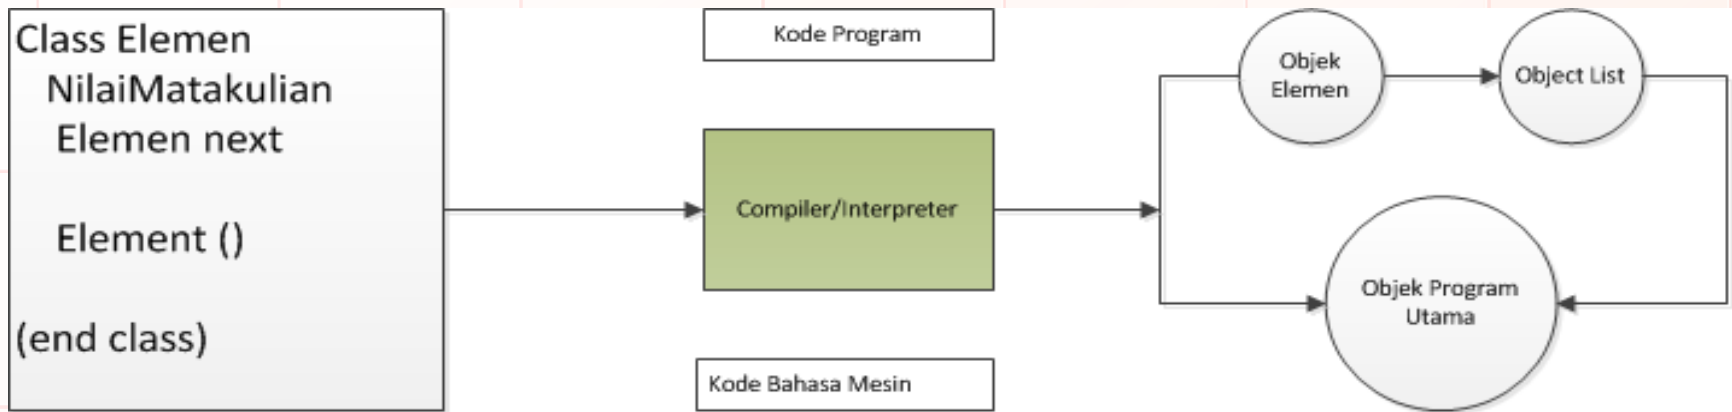 Class Elemen
NilaiMatakulian
Elemen next
Element ()
(end class)
Kode Program
Compiler/Interpreter
Kode Bahasa Mesin
Objek
Elemen
Object List
Objek Program
Utama